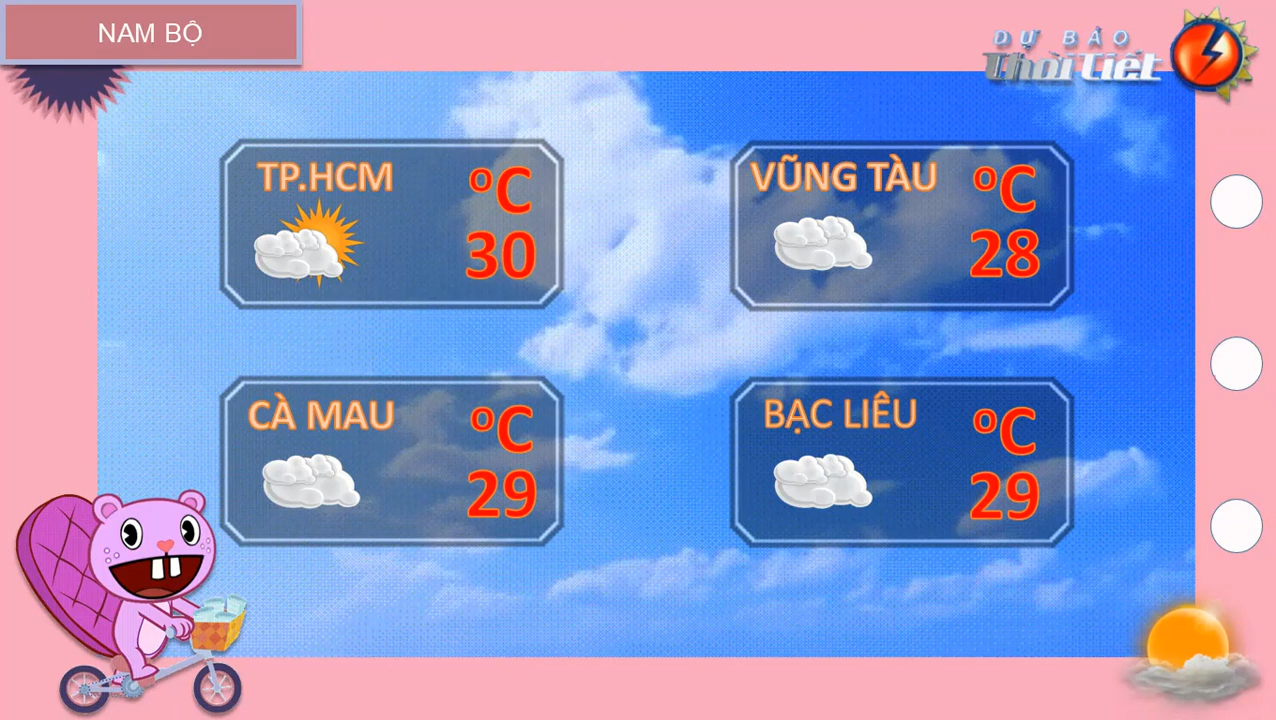 NAM BỘ
DỰ BÁO
Thời Tiết
TP.HCM
ºC
30
VŨNG TÀU
ºC
28
CÀ MAU
ºC
29
BẠC LIÊU
ºC
29